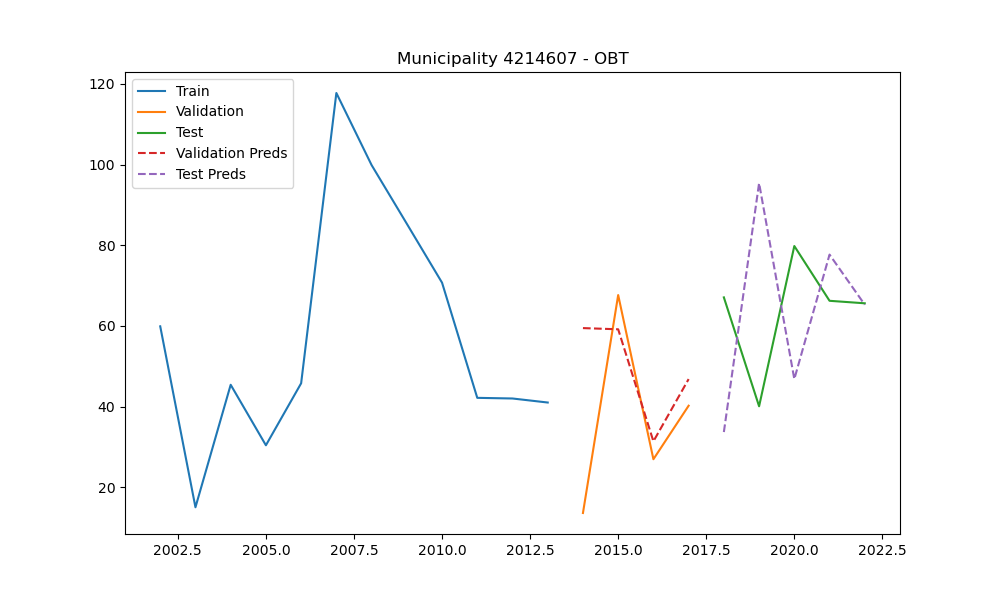 Municipality 4214607 - OBT
Train
Validation
Test
Validation Preds
Test Preds
120
100
80
60
40
20
2002.5 2005.0 2007.5 2010.0 2012.5 2015.0 2017.5 2020.0 2022.5